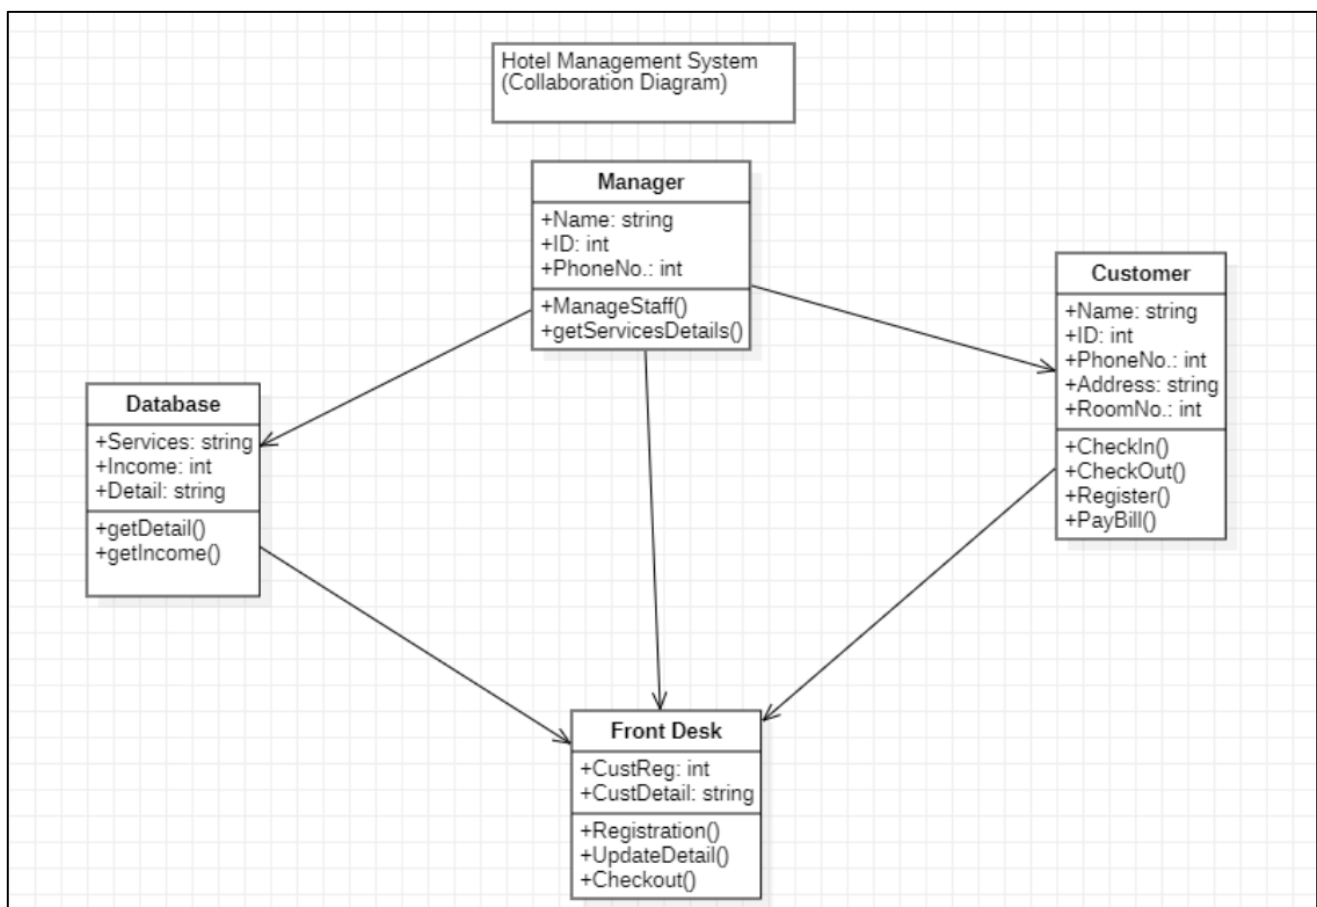 Hotel Management System
(Collaboration Diagram)
Manager
+Name: string
+ID: int
+PhoneNo.: int
+ManageStaff()
+getServicesDetails()
Customer
+Name: string
+ID: int
+PhoneNo.: int
+Address: string
+RoomNo.: int
+CheckIn()
+CheckOut()
+Register()
+PayBill()
Database
+Services: string
+Income: int
+Detail: string
+getDetail()
+getIncome()
Front Desk
+CustReg: int
+CustDetail: string
+Registration()
+UpdateDetail()
+Checkout()